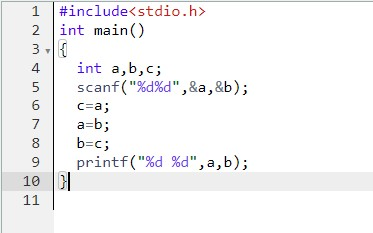 1 #include<stdio.h>
2 int main()
3 {
4 int a,b,c;
5 scanf("%d%d",&a,&b);
6 c=a;
7 a=b;
8 b=c;
9 printf("%d %d",a,b);
10 }
11